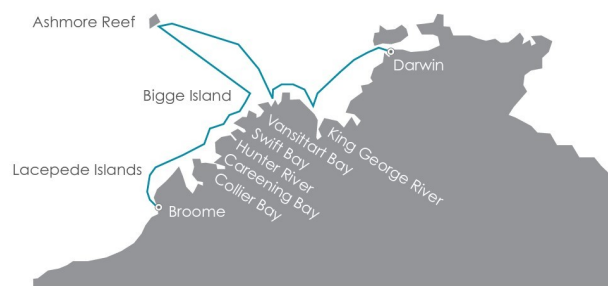 Ashmore Reef
Darwin
Bigge Island
Vansittart Bay
King George River
Swift Bay
Hunter River
Careening Bay
Collier Bay
Lacepede Islands
Broome